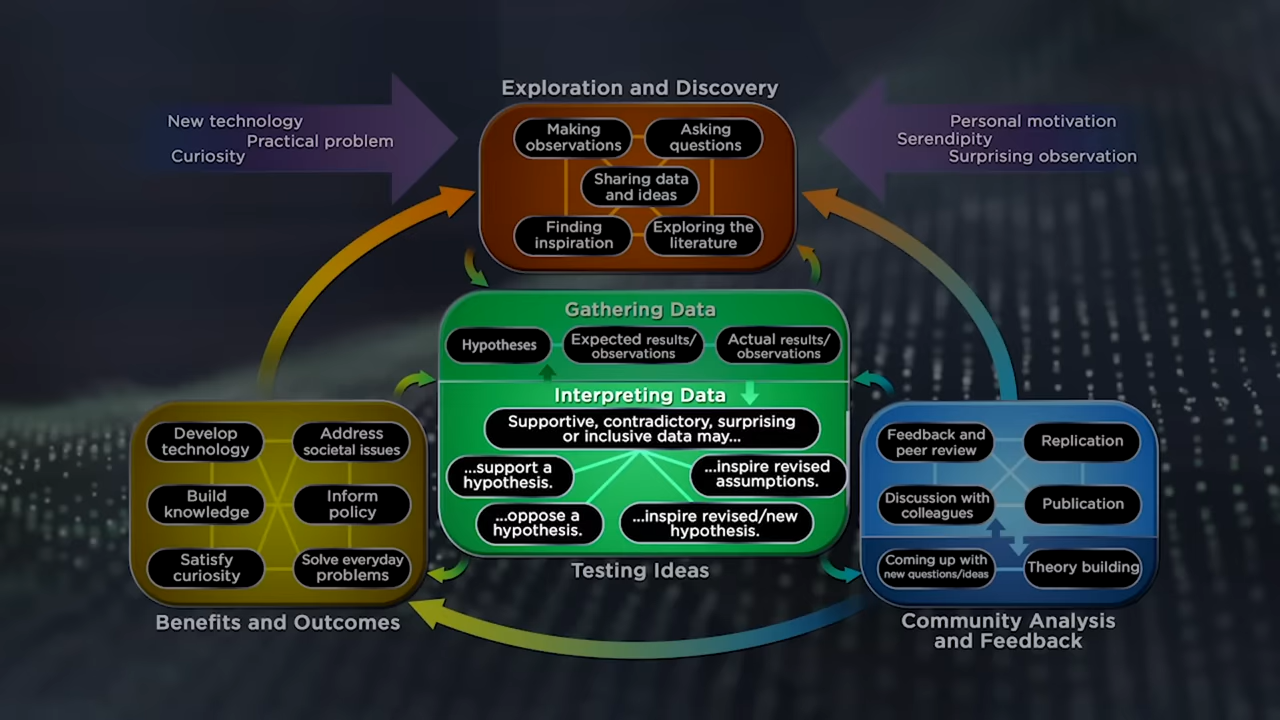 Exploration and Discovery
New technology
Practical problem
Curiosity
Personal motivation
Serendipity
Surprising observation
Making
observations
Asking
questions
Sharing data
and ideas
Finding
inspiration
Exploring the
literature
Gathering Data
Hypotheses
Expected results/
observations
Actual results/
observations
Interpreting Data
Supportive, contradictory, surprising
or inclusive data may...
...support a
hypothesis.
...inspire revised
assumptions.
...oppose a
hypothesis.
...inspire revised/new
hypothesis.
Testing Ideas
Develop
technology
Address
societal issues
Build
knowledge
Inform
policy
Satisfy
curiosity
Solve everyday
problems
Benefits and Outcomes
Feedback and
peer review
Replication
Discussion with
colleagues
Publication
Coming up with
new questions/ideas
Theory building
Community Analysis
and Feedback